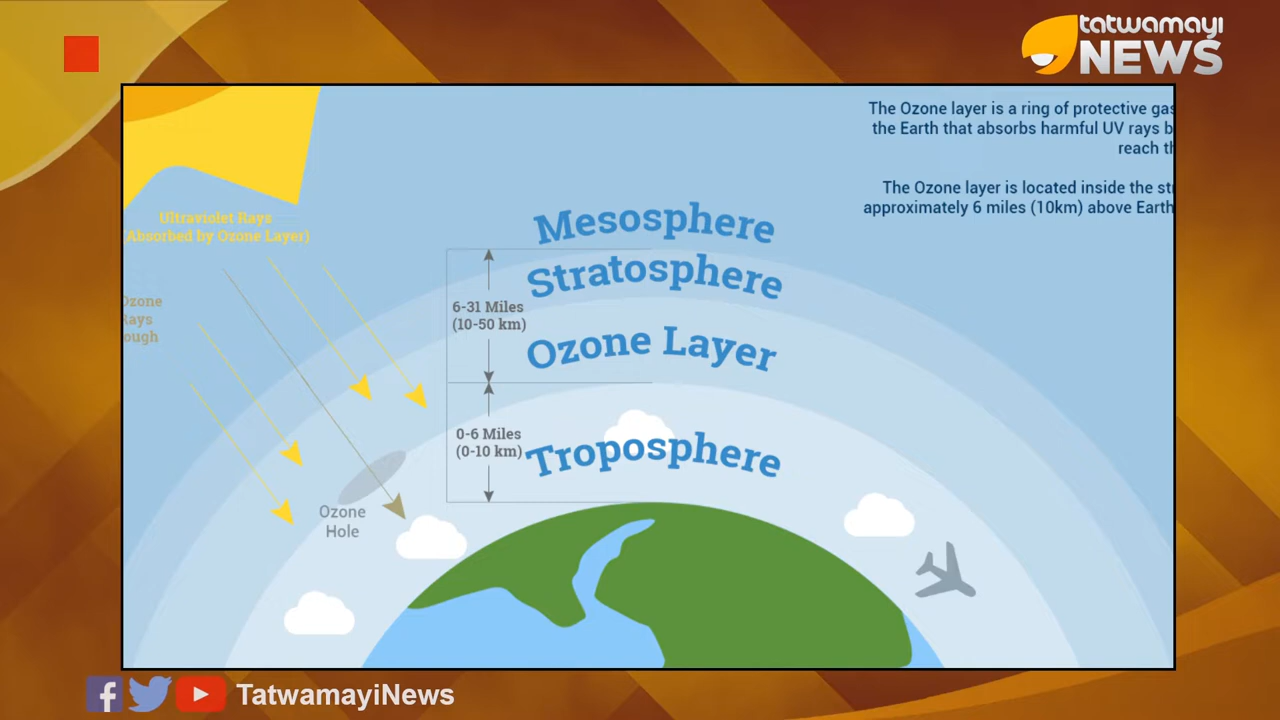 tatwamayi
NEWS
The Ozone layer is a ring of protective gas
the Earth that absorbs harmful UV rays b
reach th
The Ozone layer is located inside the st
approximately 6 miles (10km) above Earth
Ultraviolet Rays
(Absorbed by Ozone Layer)
Ozone
Rays
ough
Mesosphere
Stratosphere
6-31 Miles
(10-50 km)
Ozone Layer
0-6 Miles
(0-10 km)
Troposphere
Ozone
Hole
TatwamayiNews